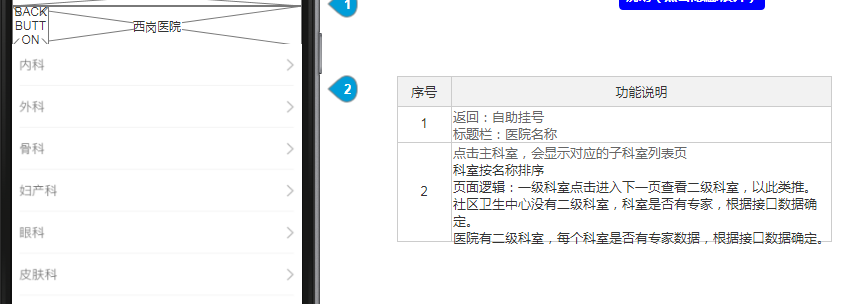 1
BACK
BUTT
ON
西岗医院
内科
外科
骨科
妇产科
眼科
皮肤科
2
序号
功能说明
1
返回：自助挂号
标题栏：医院名称
2
点击主科室，会显示对应的子科室列表页
科室按名称排序
页面逻辑：一级科室点击进入下一页查看二级科室，以此类推。
社区卫生中心没有二级科室，科室是否有专家，根据接口数据确
定。
医院有二级科室，每个科室是否有专家数据，根据接口数据确定。